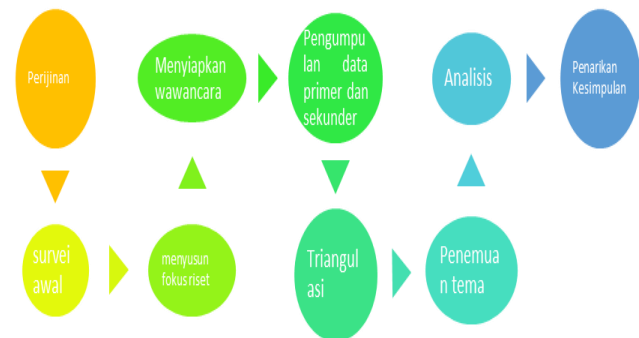 Perijinan
survei
awal
menyusun
fokus riset
Menyiapkan
wawancara
Pengumpu
lan data
primer dan
sekunder
Triangul
asi
Penemua
n tema
Analisis
Penarikan
Kesimpulan